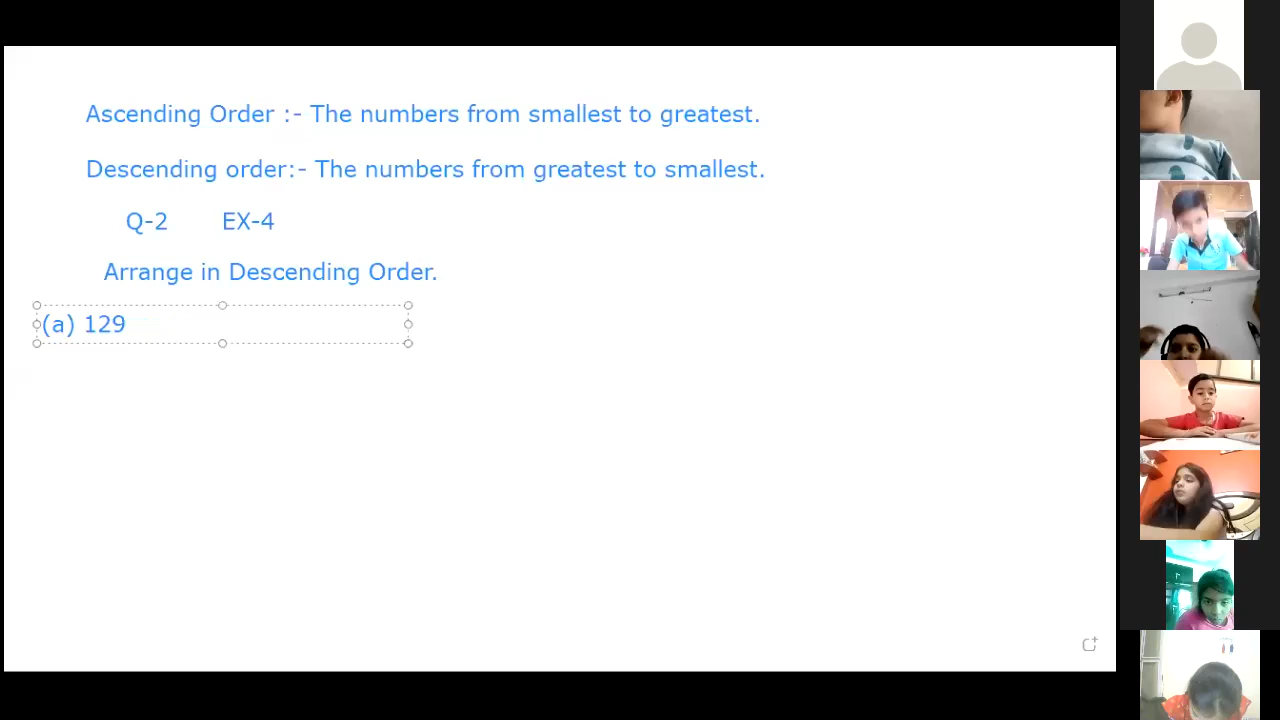 Ascending Order :- The numbers from smallest to greatest.
Descending order:- The numbers from greatest to smallest.
Q-2 EX-4
Arrange in Descending Order.
(a) 129